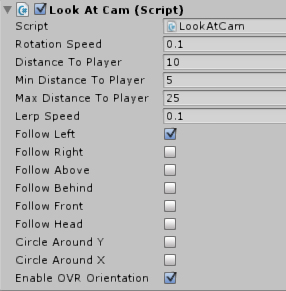 Look At Cam (Script)
Script LookAtCam
Rotation Speed 0.1
Distance To Player 10
Min Distance To Player 5
Max Distance To Player 25
Lerp Speed 0.1
Follow Left
Follow Right
Follow Above
Follow Behind
Follow Front
Follow Head
Circle Around Y
Circle Around X
Enable OVR Orientation